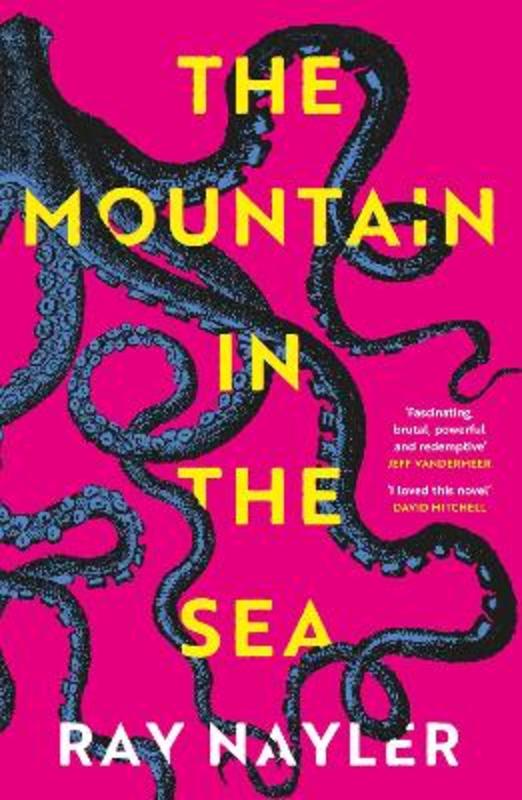 THE
MOUNTAIN
IN
THE
SEA
'Fascinating,
brutal, powerful
and redemptive'
JEFF VANDERMEER
'I loved this novel'
DAVID MITCHELL
RAY NAYLER